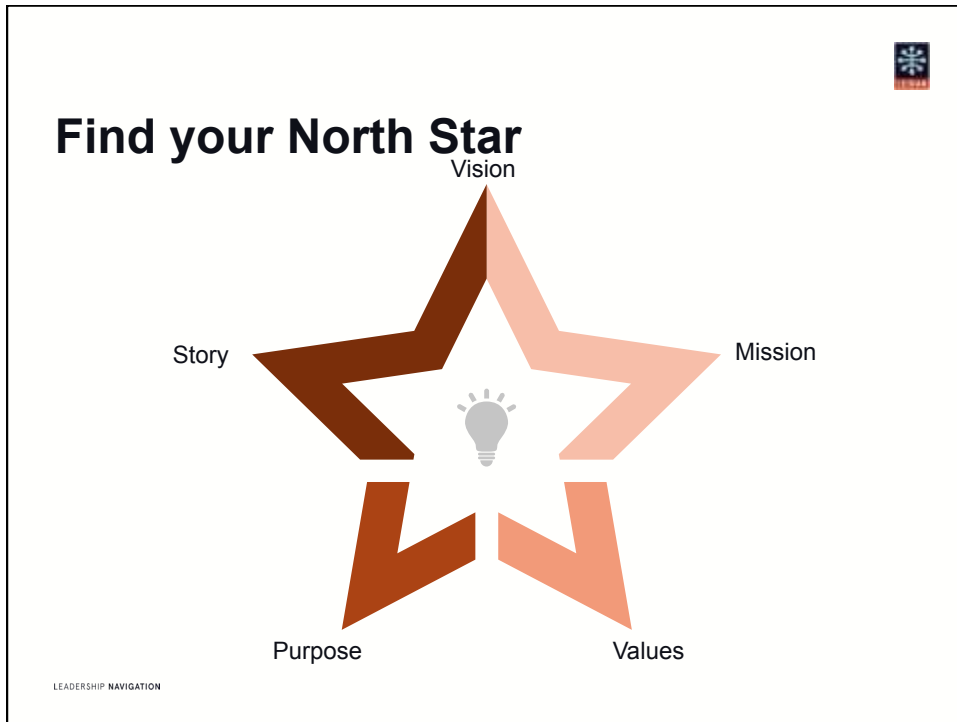 Find your North Star
Vision
Story
Mission
Purpose
Values
LEADERSHIP NAVIGATION